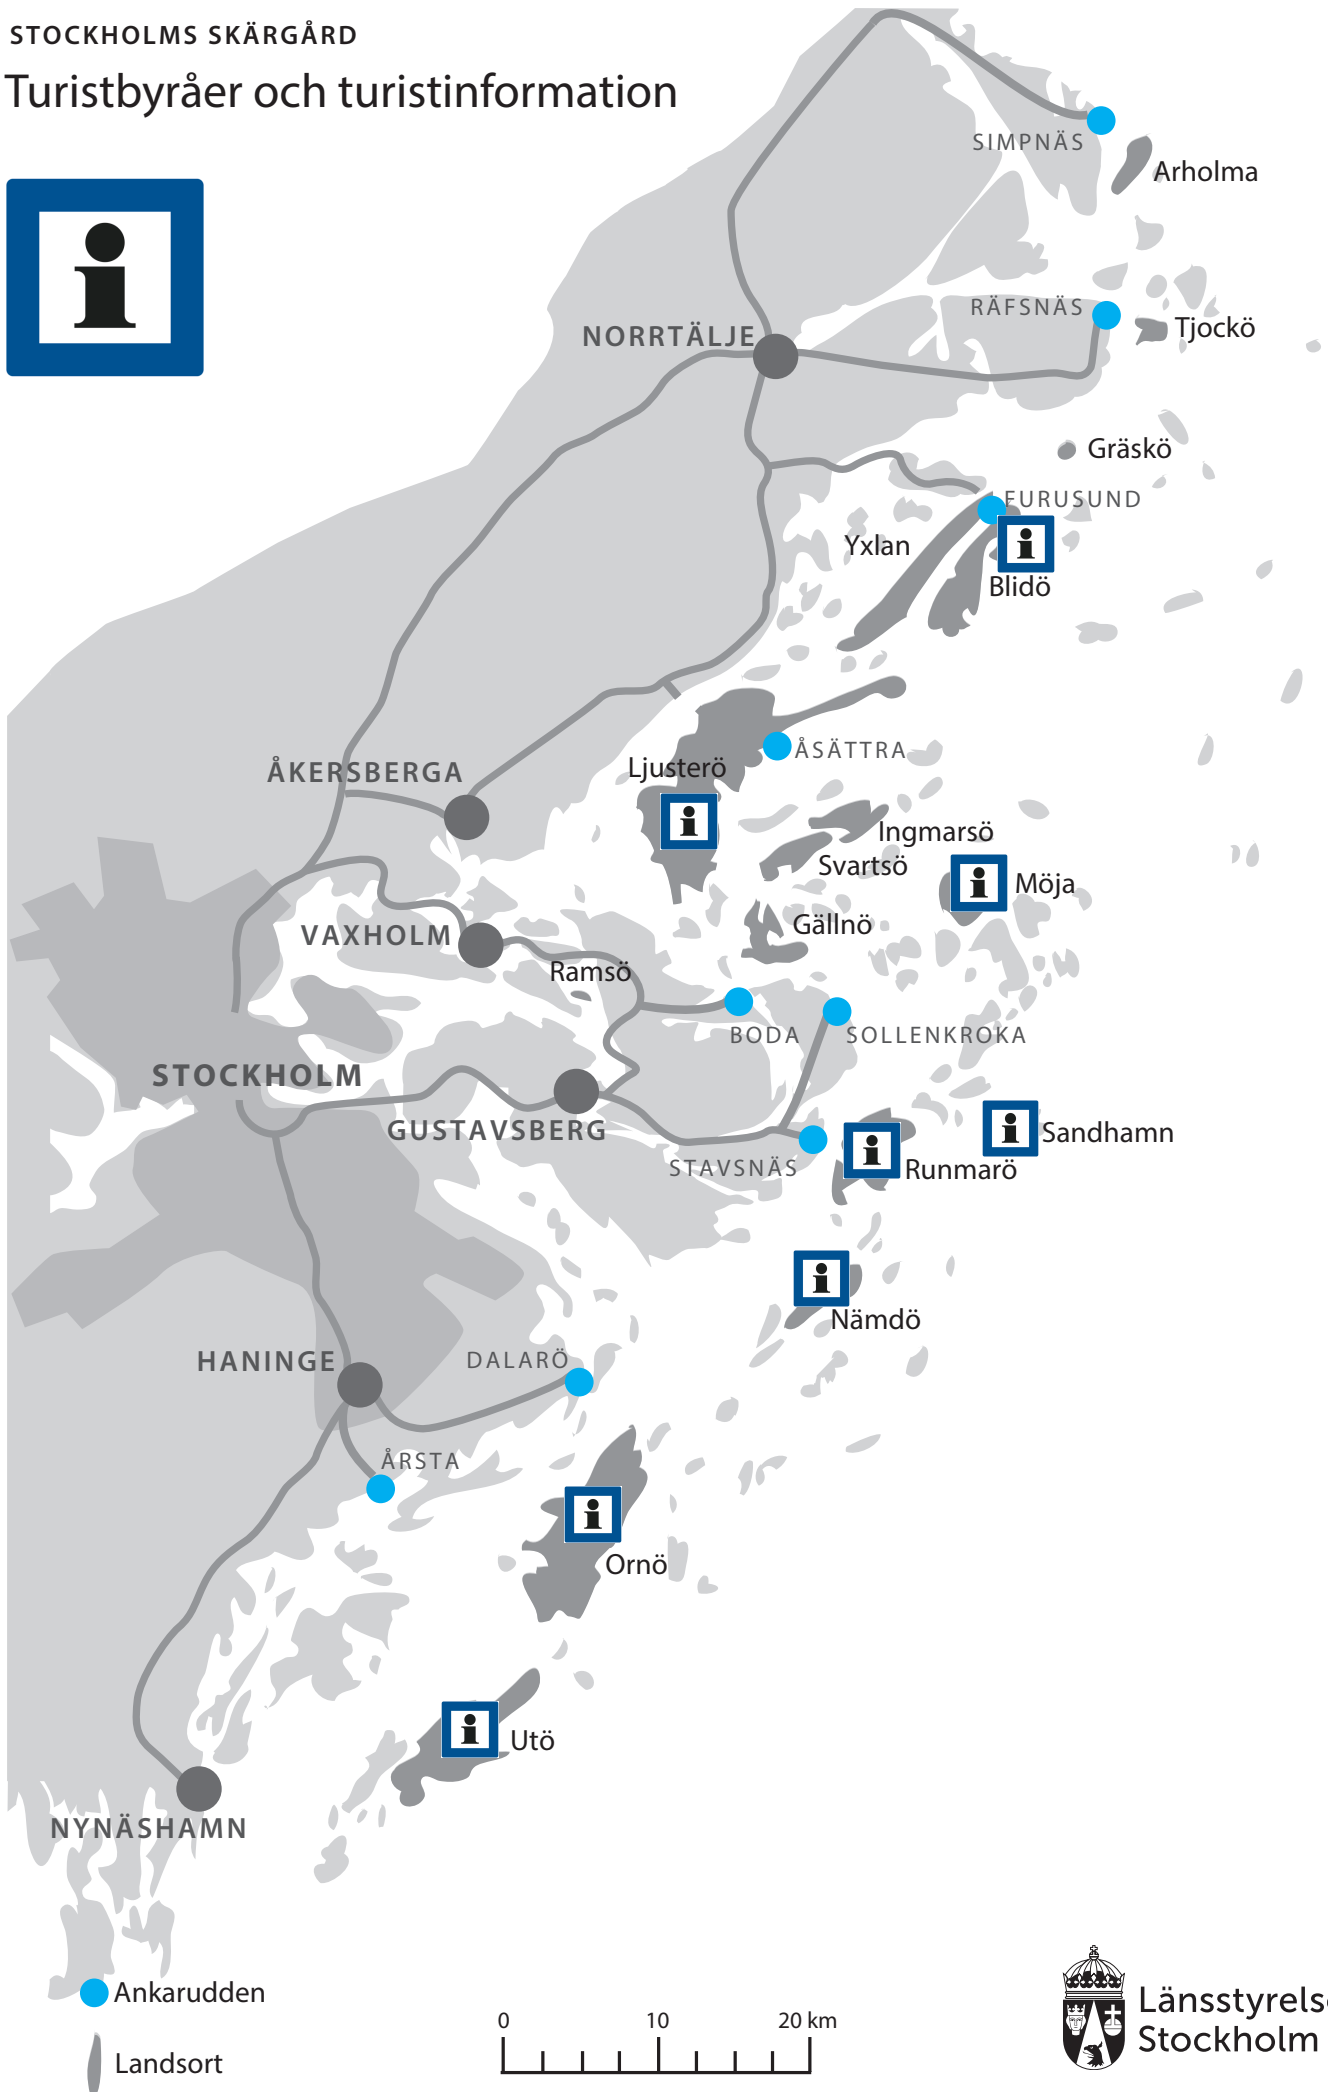 STOCKHOLMS SKÄRGÅRD
Turistbyråer och turistinformation
i
SIMPNÄS
Arholma
RÄFSNÄS
Tjockö
NORRTÄLJE
Gräskö
FURUSUND
Yxlan
i
Blidö
ÅSÄTTRA
Ljusterö
ÅKERSBERGA
i
Ingmarsö
Svartsö
i
Möja
Gällnö
VAXHOLM
Ramsö
BODA
SOLLENKROKA
STOCKHOLM
GUSTAVSBERG
i
Sandhamn
i
STAVSNÄS
Runmarö
i
Nämdö
HANINGE
DALARÖ
ÅRSTA
i
Ornö
i
Utö
NYNÄSHAMN
Ankarudden
Landsort
0 10 20 km
Länsstyrels
Stockholm